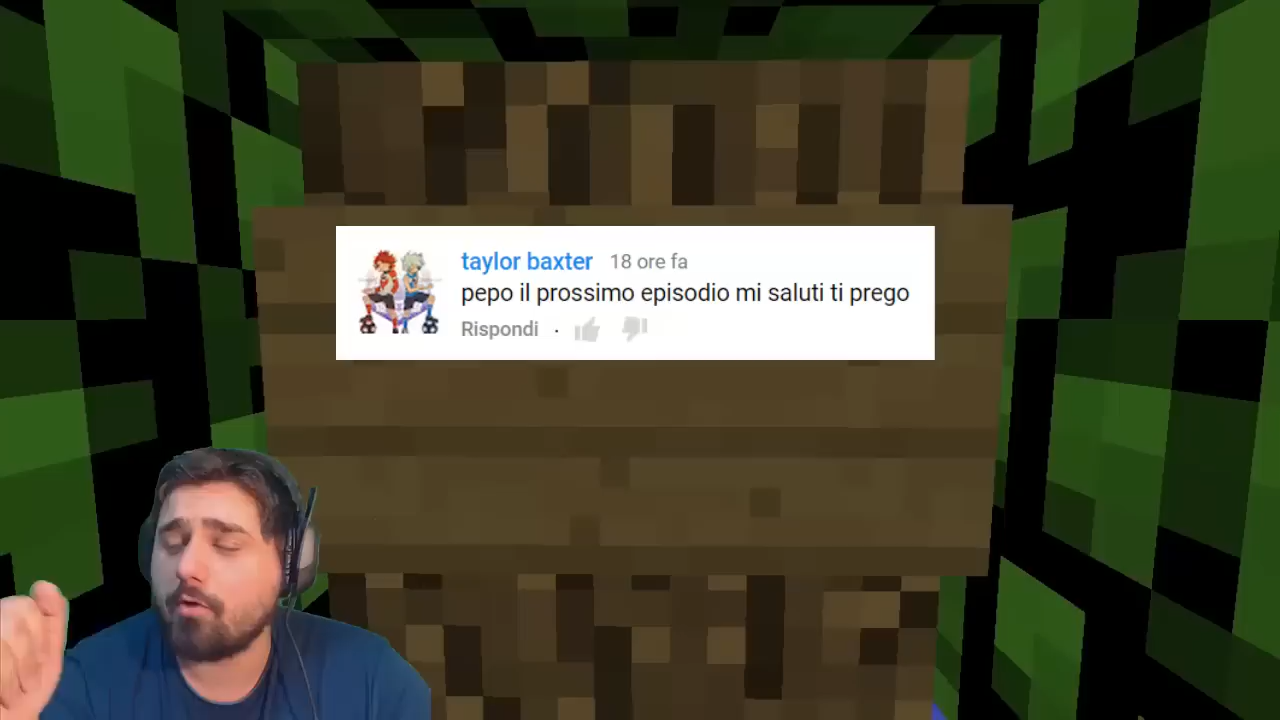 taylor baxter 18 ore fa
pepo il prossimo episodio mi saluti ti prego
Rispondi ·